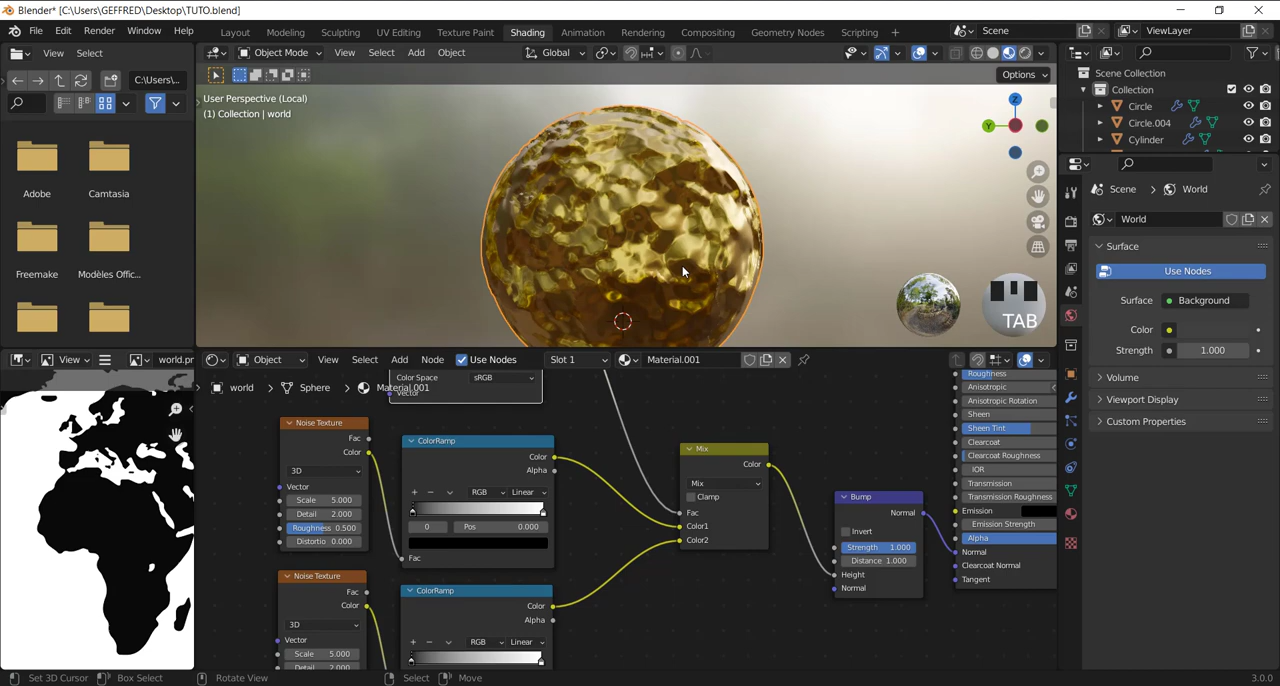 Blender* [C:\Users\GEFFRED\Desktop\TUTO.blend]
File Edit Render Window Help
Layout Modeling Sculpting UV Editing Texture Paint Shading Animation Rendering Compositing Geometry Nodes Scripting +
Scene
ViewLayer
View Select
Object Mode View Select Add Object
Global
C:\Users\...
Options
User Perspective (Local)
(1) Collection | world
Z
Y
Scene Collection
Collection
Circle
Circle.004
Cylinder
Adobe
Camtasia
Freemake
Modèles Offic...
TAB
Scene > World
World
Surface
Use Nodes
Surface Background
Color
Strength 1.000
Volume
Viewport Display
Custom Properties
View
world.pr
Object View Select Add Node Use Nodes Slot 1 Material.001
world > Sphere > Material.001
Color Space sRGB
Vector
Noise Texture
Fac
Color
3D
Vector
Scale 5.000
Detail 2.000
Roughness 0.500
Distortio 0.000
ColorRamp
Color
Alpha
+ − RGB Linear
0 Pos 0.000
Fac
Noise Texture
Fac
Color
3D
Vector
Scale 5.000
Detail 2.000
ColorRamp
Color
Alpha
+ − RGB Linear
Mix
Color
Mix
Clamp
Fac
Color1
Color2
Bump
Normal
Invert
Strength 1.000
Distance 1.000
Height
Normal
Roughness
Anisotropic
Anisotropic Rotation
Sheen
Sheen Tint
Clearcoat
Clearcoat Roughness
IOR
Transmission
Transmission Roughness
Emission
Emission Strength
Alpha
Normal
Clearcoat Normal
Tangent
Set 3D Cursor Box Select Rotate View Select Move 3.0.0